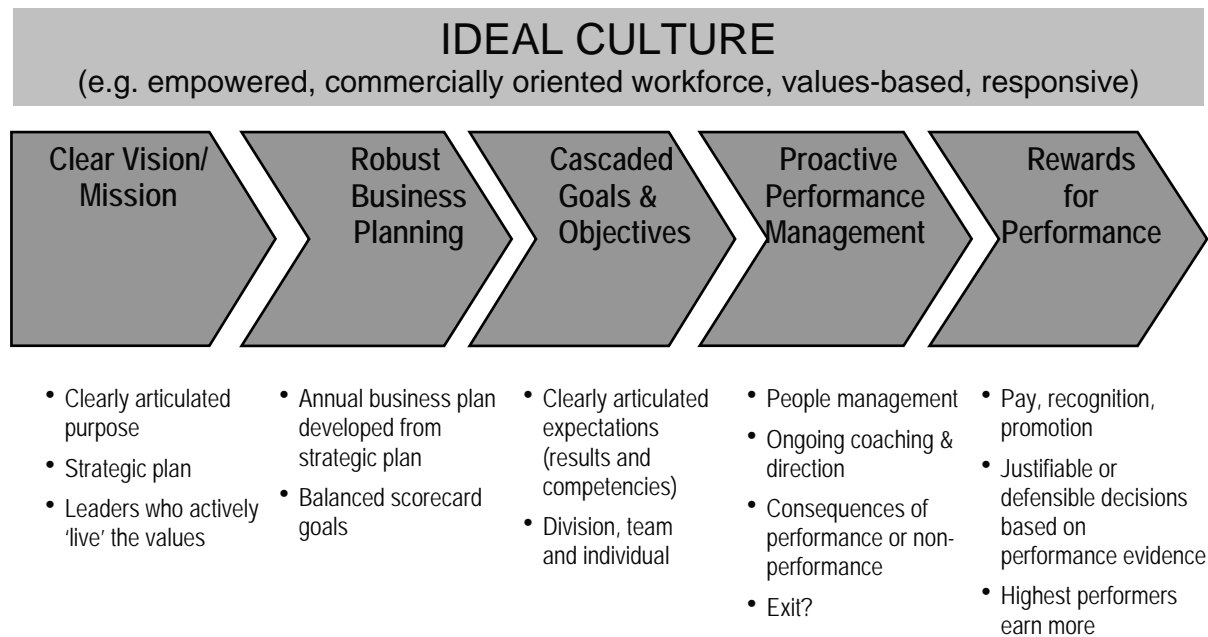 IDEAL CULTURE
(e.g. empowered, commercially oriented workforce, values-based, responsive)
Clear Vision/
Mission
Robust
Business
Planning
Cascaded
Goals &
Objectives
Proactive
Performance
Management
Rewards
for
Performance
• Clearly articulated
purpose
• Strategic plan
• Leaders who actively
'live' the values
• Annual business plan
developed from
strategic plan
• Balanced scorecard
goals
• Clearly articulated
expectations
(results and
competencies)
• Division, team
and individual
• People management
• Ongoing coaching &
direction
• Consequences of
performance or non-
performance
• Exit?
• Pay, recognition,
promotion
• Justifiable or
defensible decisions
based on
performance evidence
• Highest performers
earn more